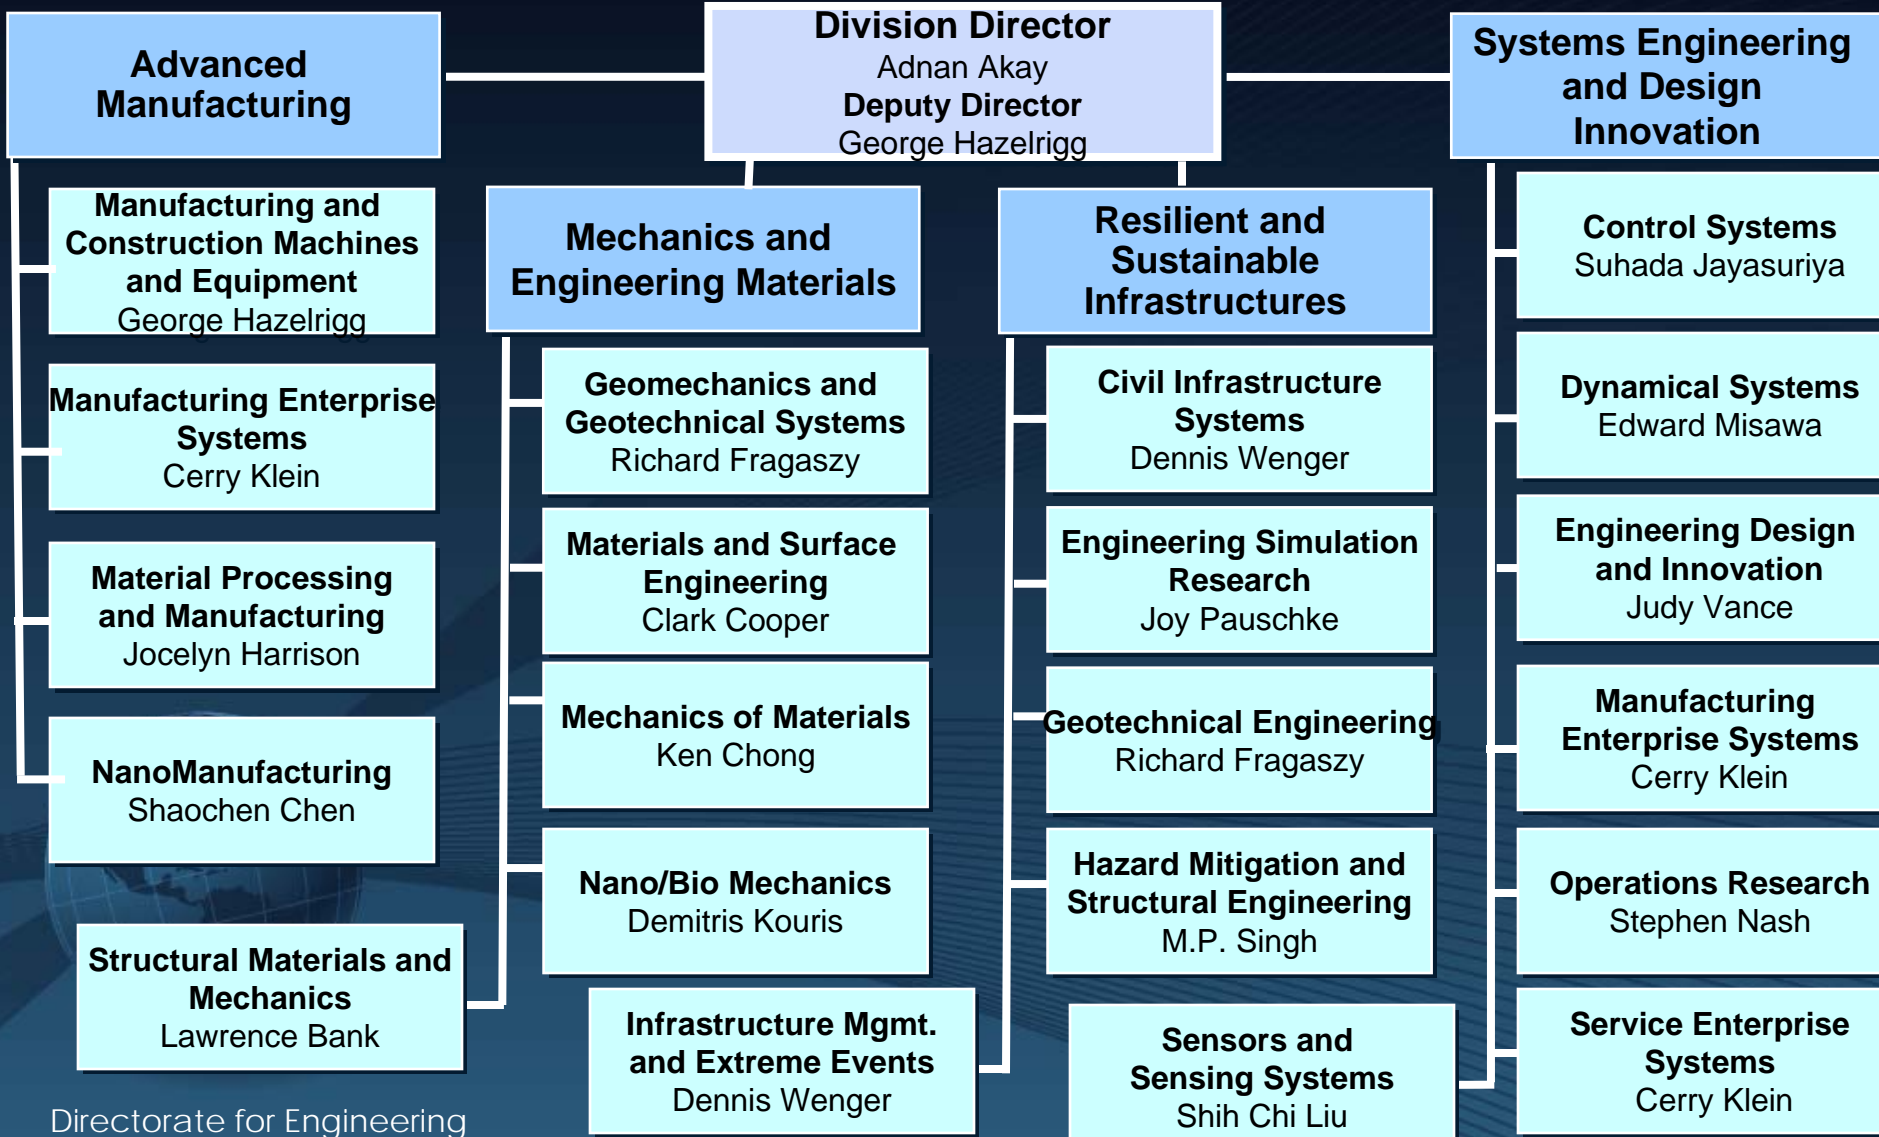 Division Director
Adnan Akay
Deputy Director
George Hazelrigg
Advanced
Manufacturing
Manufacturing and
Construction Machines
and Equipment
George Hazelrigg
Manufacturing Enterprise
Systems
Cerry Klein
Material Processing
and Manufacturing
Jocelyn Harrison
NanoManufacturing
Shaochen Chen
Mechanics and
Engineering Materials
Geomechanics and
Geotechnical Systems
Richard Fragaszy
Materials and Surface
Engineering
Clark Cooper
Mechanics of Materials
Ken Chong
Nano/Bio Mechanics
Demitris Kouris
Structural Materials and
Mechanics
Lawrence Bank
Resilient and
Sustainable
Infrastructures
Civil Infrastructure
Systems
Dennis Wenger
Engineering Simulation
Research
Joy Pauschke
Geotechnical Engineering
Richard Fragaszy
Hazard Mitigation and
Structural Engineering
M.P. Singh
Infrastructure Mgmt.
and Extreme Events
Dennis Wenger
Systems Engineering
and Design
Innovation
Control Systems
Suhada Jayasuriya
Dynamical Systems
Edward Misawa
Engineering Design
and Innovation
Judy Vance
Manufacturing
Enterprise Systems
Cerry Klein
Operations Research
Stephen Nash
Service Enterprise
Systems
Cerry Klein
Sensors and
Sensing Systems
Shih Chi Liu
Directorate for Engineering